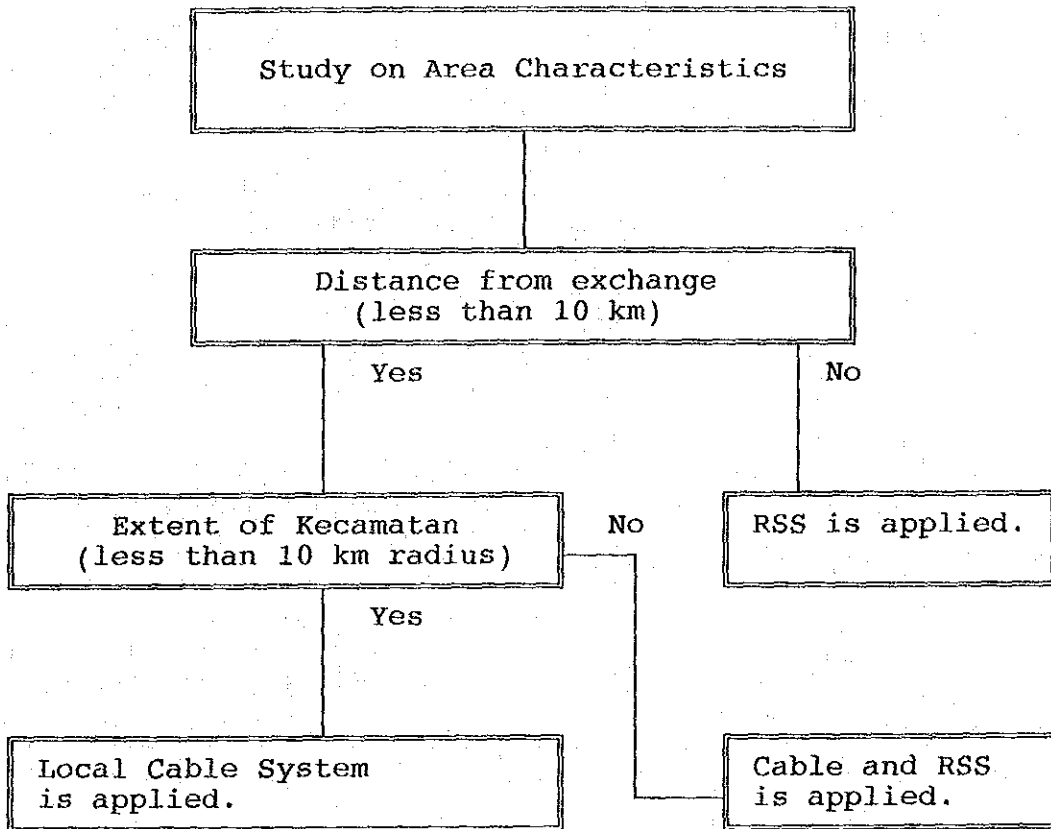 Study on Area Characteristics
Distance from exchange
(less than 10 km)
Yes
No
Extent of Kecamatan
(less than 10 km radius)
No
RSS is applied.
Yes
Local Cable System
is applied.
Cable and RSS
is applied.